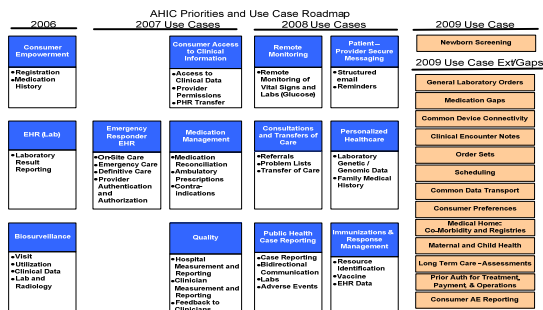 AHIC Priorities and Use Case Roadmap
2006
2007 Use Cases
2008 Use Cases
2009 Use Case
Consumer
Empowerment
•Registration
•Medication
History
Consumer Access
to Clinical
Information
•Access to
Clinical Data
•Provider
Permissions
•PHR Transfer
Remote
Monitoring
•Remote
Monitoring of
Vital Signs and
Labs (Glucose)
Patient–
Provider Secure
Messaging
•Structured
email
•Reminders
Newborn Screening
2009 Use Case Ext/Gaps
General Laboratory Orders
Medication Gaps
Common Device Connectivity
Clinical Encounter Notes
Order Sets
Scheduling
Common Data Transport
Consumer Preferences
Medical Home:
Co-Morbidity and Registries
Maternal and Child Health
Long Term Care–Assessments
Prior Auth for Treatment,
Payment, & Operations
Consumer AE Reporting
EHR (Lab)
•Laboratory
Result
Reporting
Emergency
Responder
EHR
•On-Site Care
•Emergency Care
•Definitive Care
•Provider
Authentication
and
Authorization
Medication
Management
•Medication
Reconciliation
•Ambulatory
Prescriptions
•Contra-
indications
Consultations
and Transfers of
Care
•Referrals
•Problem Lists
•Transfer of Care
Personalized
Healthcare
•Laboratory
Genetic /
Genomic Data
•Family Medical
History
Biosurveillance
•Visit
•Utilization
•Clinical Data
•Lab and
Radiology
Quality
•Hospital
Measurement and
Reporting
•Clinician
Measurement and
Reporting
•Feedback to
Clinicians
Public Health
Case Reporting
•Case Reporting
•Bidirectional
Communication
•Labs
•Adverse Events
Immunizations &
Response
Management
•Resource
Identification
•Vaccine
•EHR Data